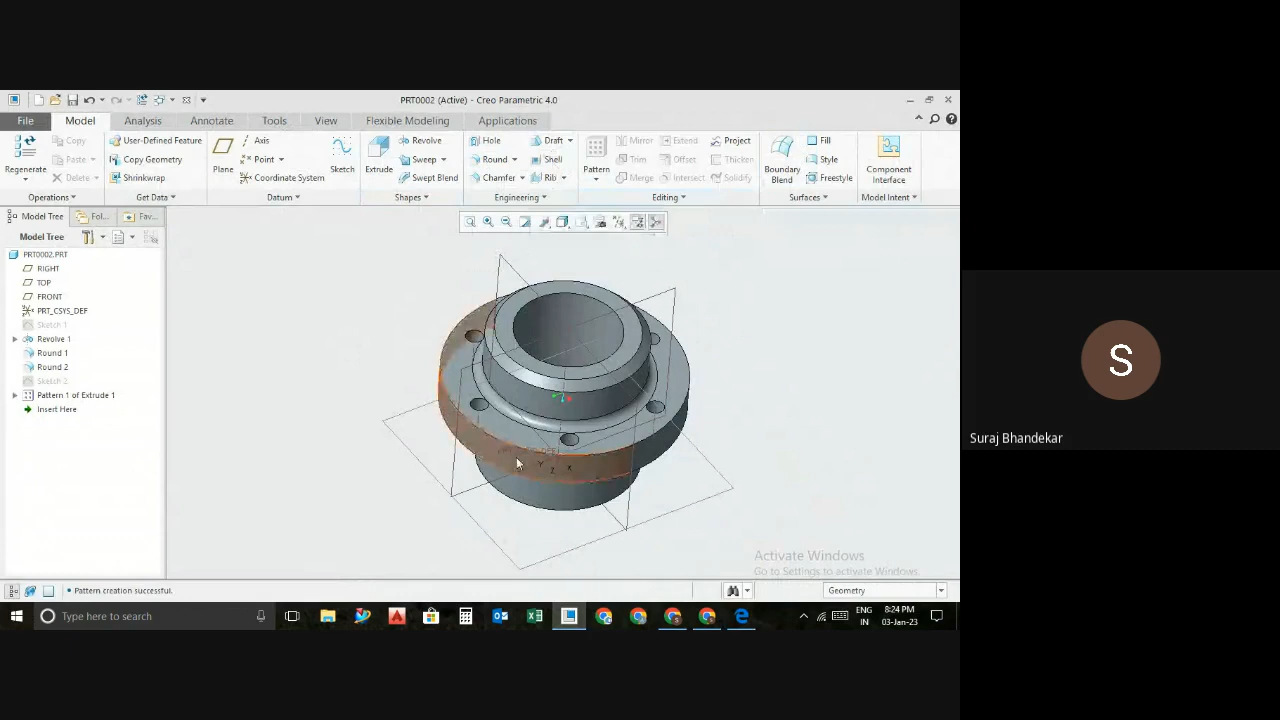 PRT0002 (Active) - Creo Parametric 4.0
File Model Analysis Annotate Tools View Flexible Modeling Applications
Regenerate
Copy
Paste
Delete
Operations
User-Defined Feature
Copy Geometry
Shrinkwrap
Get Data
Plane
Axis
Point
Coordinate System
Sketch
Datum
Extrude
Revolve
Sweep
Swept Blend
Shapes
Hole
Round
Chamfer
Draft
Shell
Rib
Engineering
Pattern
Mirror
Trim
Merge
Extend
Offset
Intersect
Project
Thicken
Solidify
Editing
Boundary
Blend
Fill
Style
Freestyle
Surfaces
Component
Interface
Model Intent
Model Tree Fol... Fav...
Model Tree
PRT0002.PRT
RIGHT
TOP
FRONT
PRT_CSYS_DEF
Sketch 1
Revolve 1
Round 1
Round 2
Sketch 2
Pattern 1 of Extrude 1
Insert Here
Y Z X
Activate Windows
Go to Settings to activate Windows.
Pattern creation successful.
Geometry
Type here to search
ENG
IN
8:24 PM
03-Jan-23
S
Suraj Bhandekar